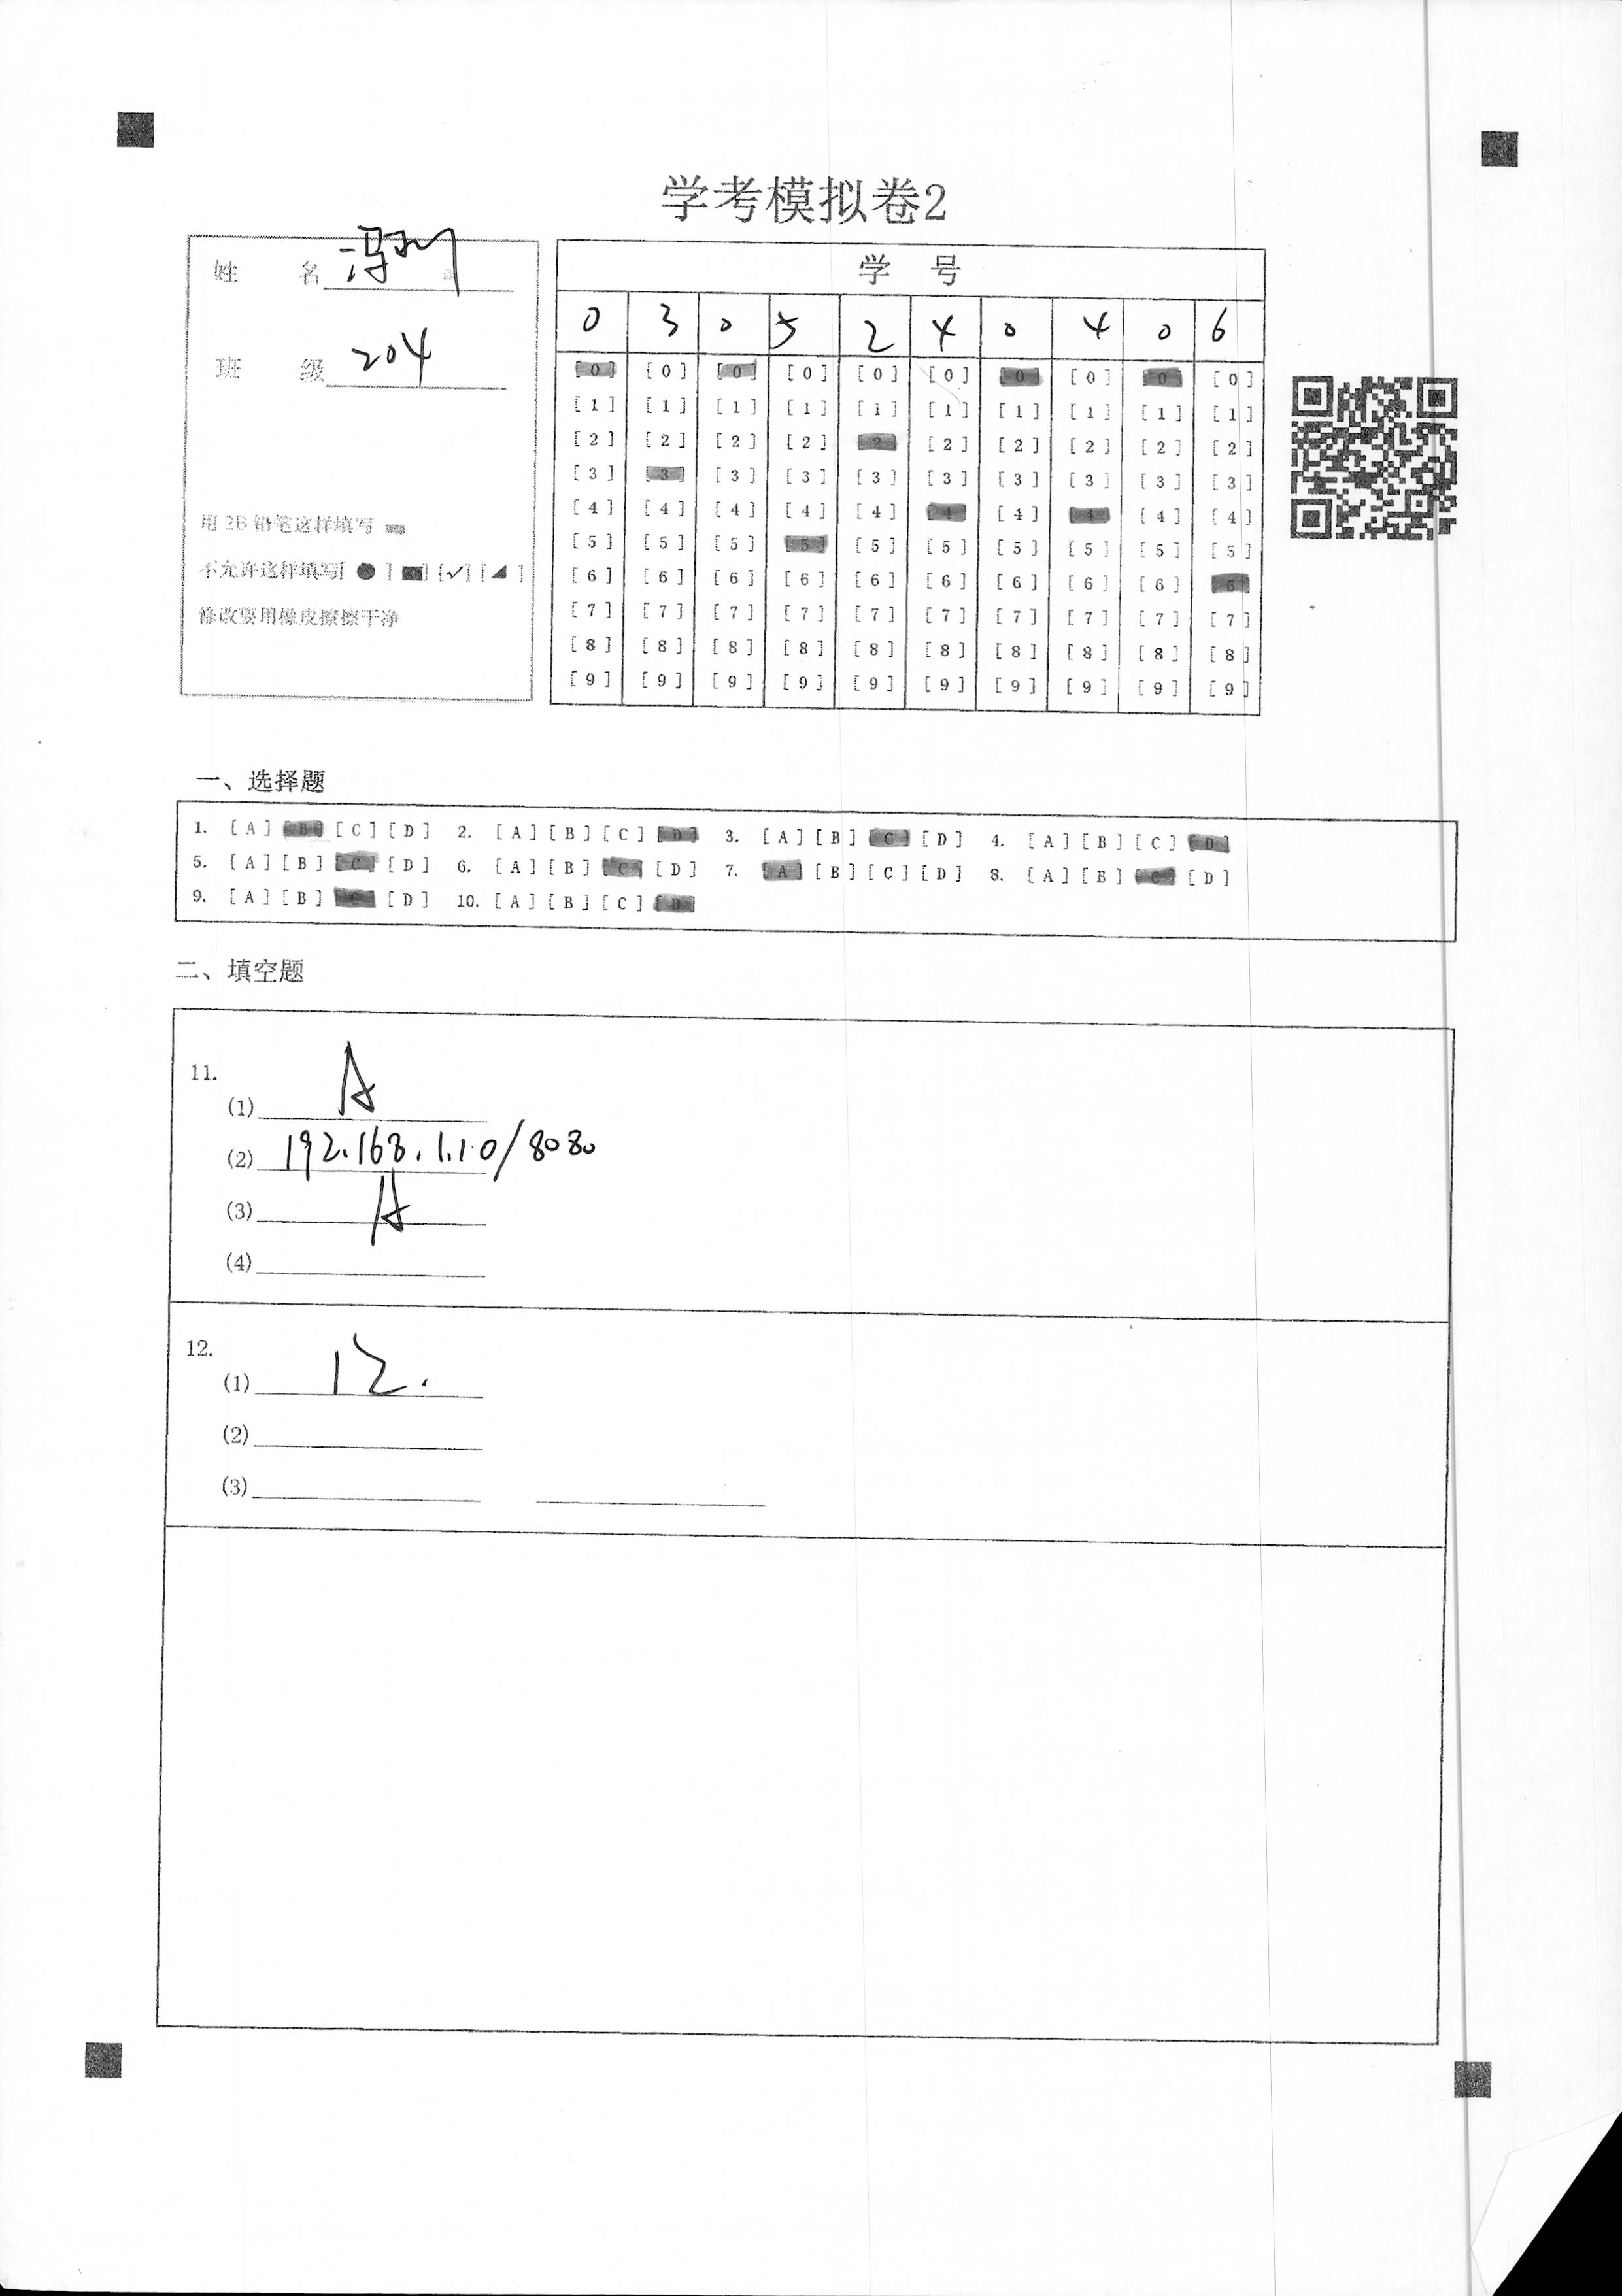 学考模拟卷2
姓 名
班 级 204
用 2B 铅笔这样填写
不允许这样填写[ ● ] ■ [✓] [◢ ]
修改要用橡皮擦擦干净
学 号
0 3 0 5 2 4 0 4 0 6
[0] [0] [0] [0] [0] [0] [0] [0] [0] [0]
[1] [1] [1] [1] [1] [1] [1] [1] [1] [1]
[2] [2] [2] [2] [2] [2] [2] [2] [2] [2]
[3] [3] [3] [3] [3] [3] [3] [3] [3] [3]
[4] [4] [4] [4] [4] [4] [4] [4] [4] [4]
[5] [5] [5] [5] [5] [5] [5] [5] [5] [5]
[6] [6] [6] [6] [6] [6] [6] [6] [6] [6]
[7] [7] [7] [7] [7] [7] [7] [7] [7] [7]
[8] [8] [8] [8] [8] [8] [8] [8] [8] [8]
[9] [9] [9] [9] [9] [9] [9] [9] [9] [9]
一、选择题
1. [A] [B] [C] [D] 2. [A] [B] [C] [D] 3. [A] [B] [C] [D] 4. [A] [B] [C] [D]
5. [A] [B] [C] [D] 6. [A] [B] [C] [D] 7. [A] [B] [C] [D] 8. [A] [B] [C] [D]
9. [A] [B] [C] [D] 10. [A] [B] [C] [D]
二、填空题
11.
(1) A
(2) 192.168.1.1.0/8080
(3) A
(4)
12.
(1) 12.
(2)
(3)